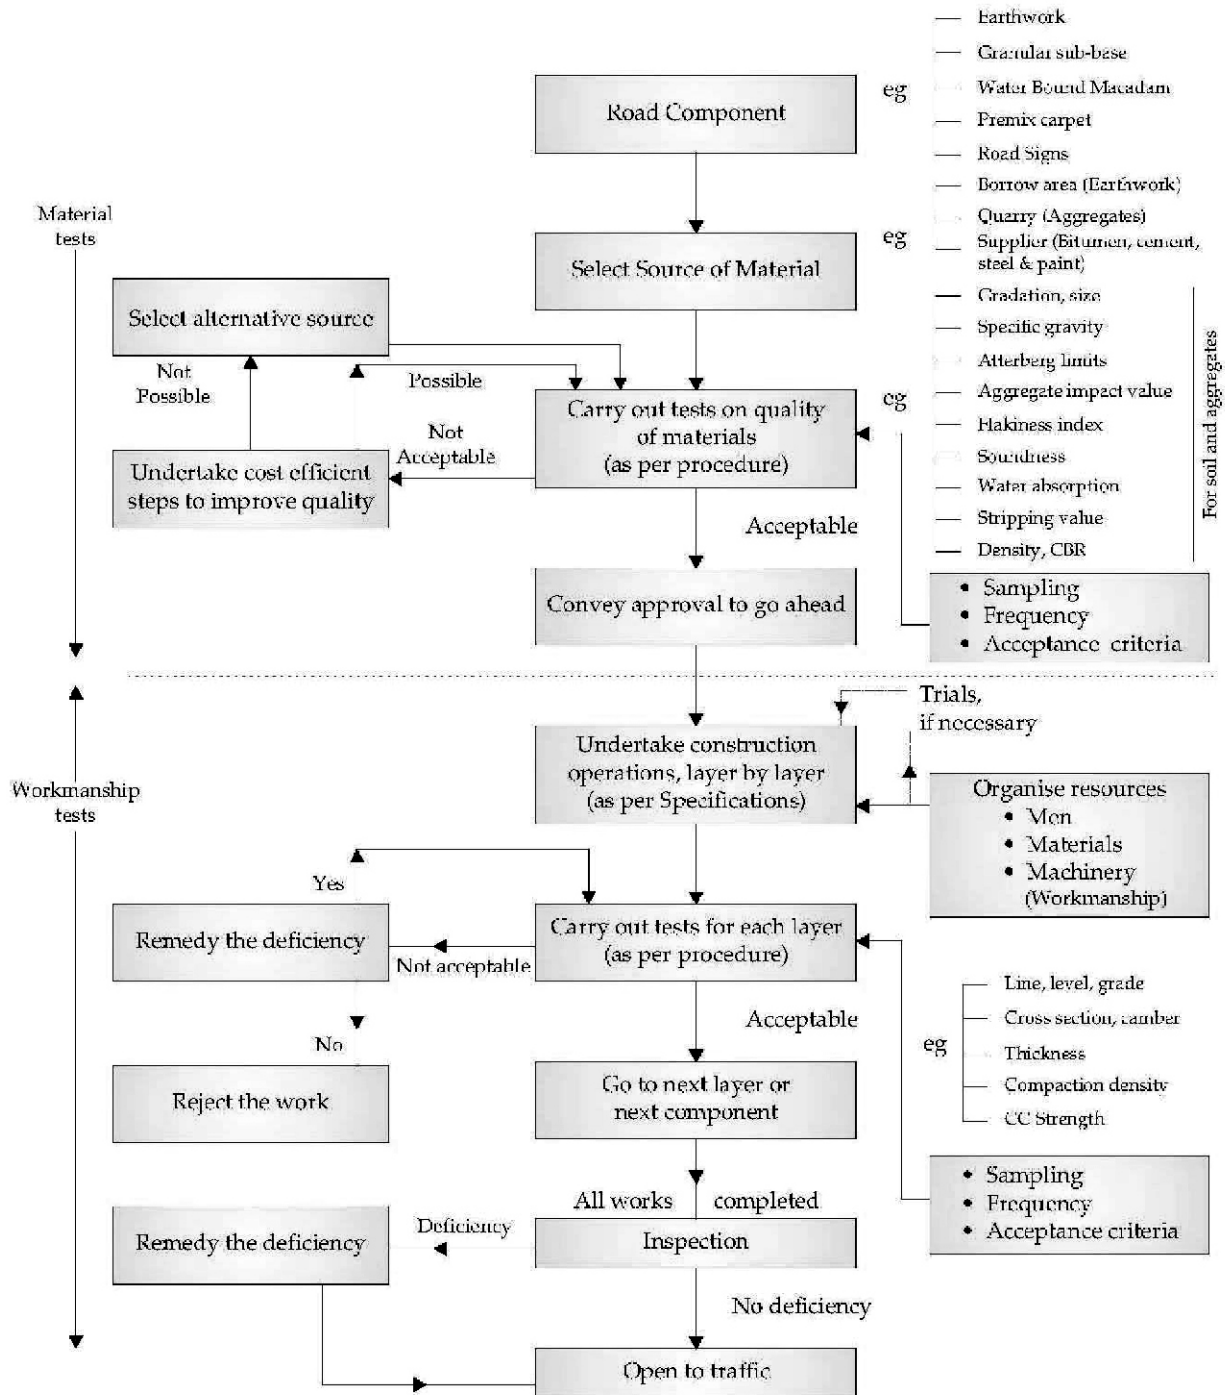 Road Component
eg
Earthwork
Granular sub-base
Water Bound Macadam
Premix carpet
Road Signs
Material
tests
Select Source of Material
eg
Borrow area (Earthwork)
Quarry (Aggregates)
Supplier (Bitumen, cement,
steel & paint)
Select alternative source
Not
Possible
Possible
Carry out tests on quality
of materials
(as per procedure)
eg
Gradation, size
Specific gravity
Atterberg limits
Aggregate impact value
Flakiness index
Soundness
Water absorption
Stripping value
Density, CBR
For soil and aggregates
Not
Acceptable
Undertake cost efficient
steps to improve quality
Acceptable
• Sampling
• Frequency
• Acceptance criteria
Convey approval to go ahead
Workmanship
tests
Trials,
if necessary
Undertake construction
operations, layer by layer
(as per Specifications)
Organise resources
• Men
• Materials
• Machinery
(Workmanship)
Yes
Remedy the deficiency
Not acceptable
Carry out tests for each layer
(as per procedure)
No
Reject the work
Acceptable
eg
Line, level, grade
Cross section, camber
Thickness
Compaction density
CC Strength
Go to next layer or
next component
• Sampling
• Frequency
• Acceptance criteria
All works completed
Deficiency
Remedy the deficiency
Inspection
No deficiency
Open to traffic